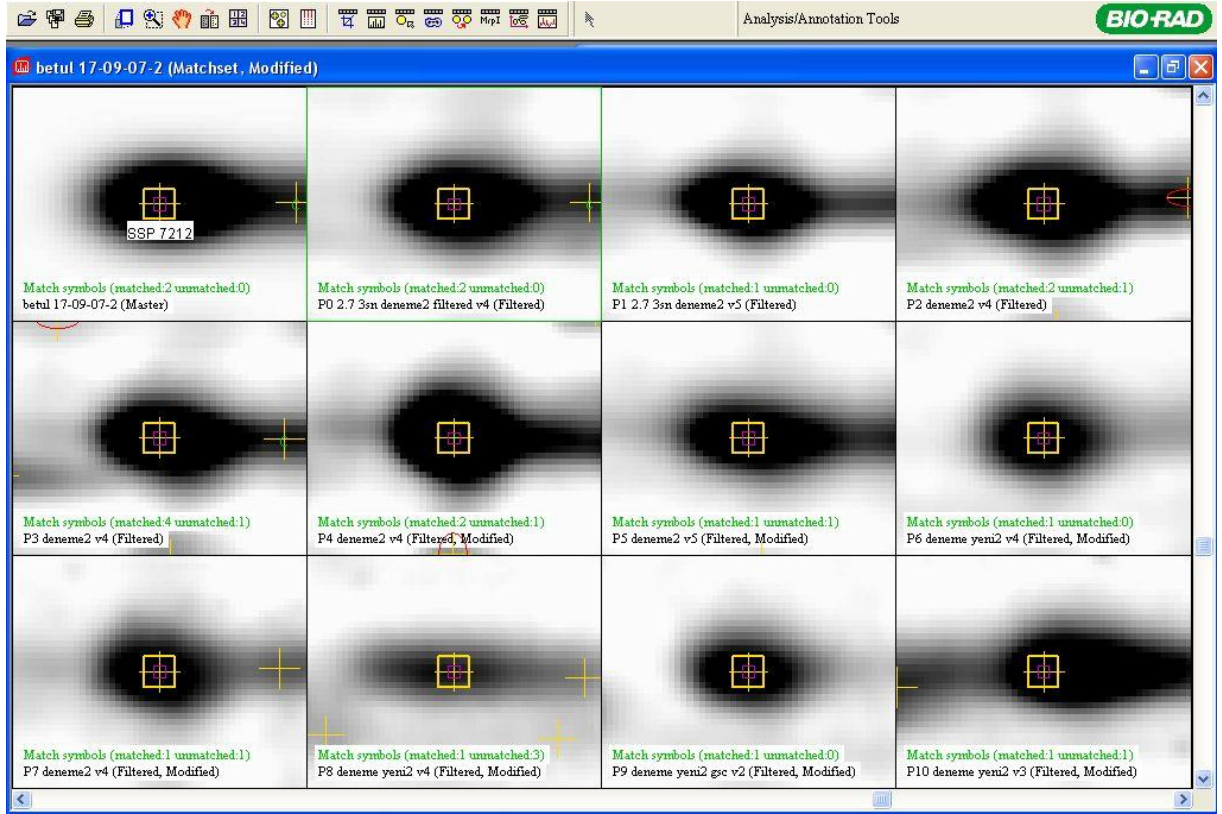 MrpI
Analysis/Annotation Tools
BIO-RAD
betul 17-09-07-2 (Matchset, Modified)
SSP 7212
Match symbols (matched:2 unmatched:0)
betul 17-09-07-2 (Master)
Match symbols (matched:2 unmatched:0)
P0 2.7 3sn deneme2 filtered v4 (Filtered)
Match symbols (matched:1 unmatched:0)
P1 2.7 3sn deneme2 v5 (Filtered)
Match symbols (matched:2 unmatched:1)
P2 deneme2 v4 (Filtered)
Match symbols (matched:4 unmatched:1)
P3 deneme2 v4 (Filtered)
Match symbols (matched:2 unmatched:1)
P4 deneme2 v4 (Filtered, Modified)
Match symbols (matched:1 unmatched:1)
P5 deneme2 v5 (Filtered, Modified)
Match symbols (matched:1 unmatched:0)
P6 deneme yeni2 v4 (Filtered, Modified)
Match symbols (matched:1 unmatched:1)
P7 deneme2 v4 (Filtered, Modified)
Match symbols (matched:1 unmatched:3)
P8 deneme yeni2 v4 (Filtered, Modified)
Match symbols (matched:1 unmatched:0)
P9 deneme yeni2 gsc v2 (Filtered, Modified)
Match symbols (matched:1 unmatched:1)
P10 deneme yeni2 v3 (Filtered, Modified)